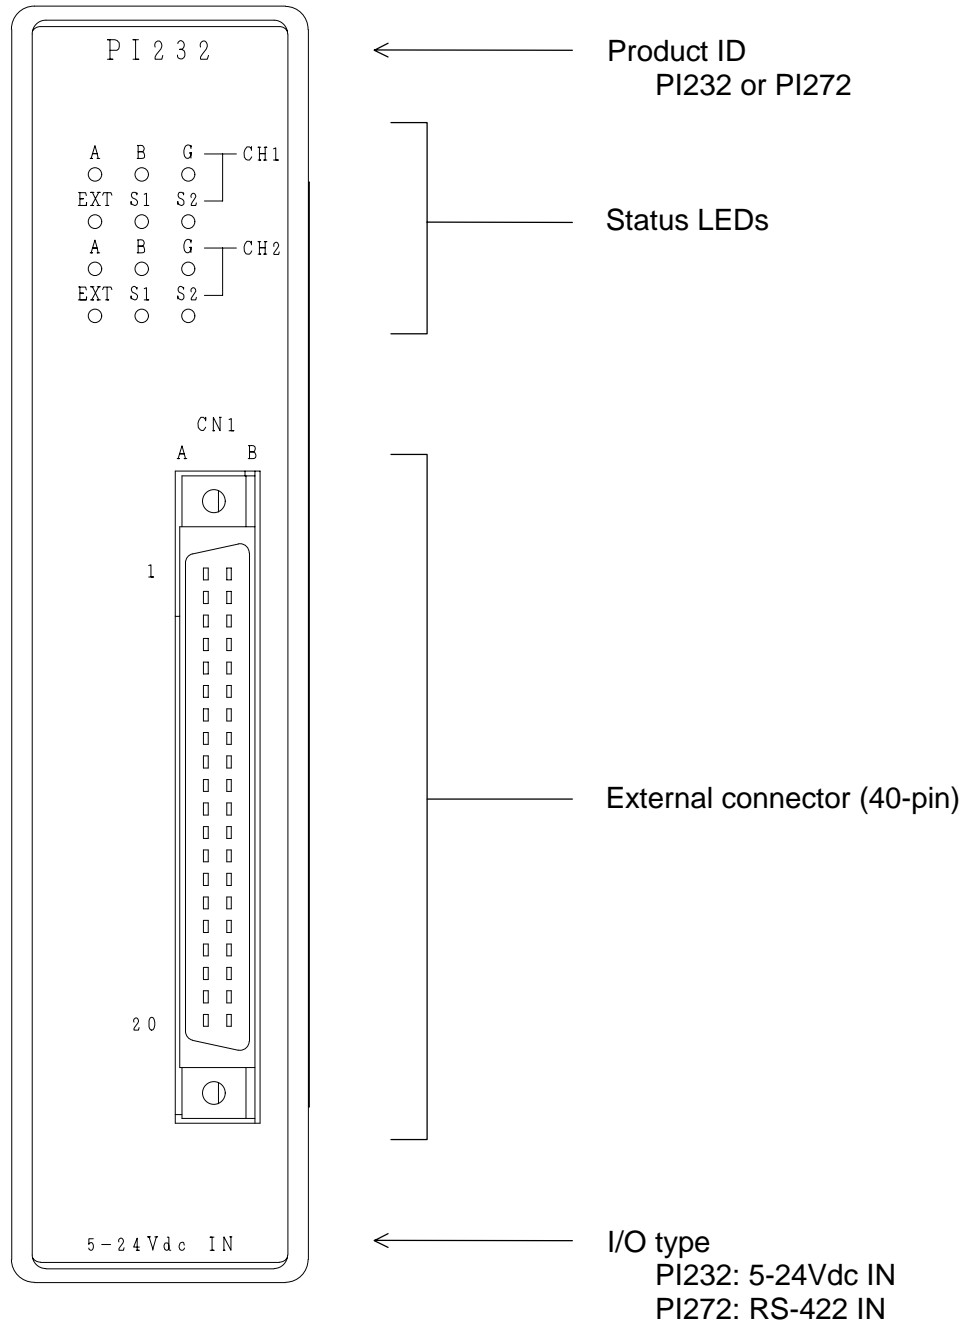 PI232
Product ID
PI232 or PI272
A B G CH1
EXT S1 S2
A B G CH2
EXT S1 S2
Status LEDs
CN1
A B
1
20
External connector (40-pin)
5-24Vdc IN
I/O type
PI232: 5-24Vdc IN
PI272: RS-422 IN